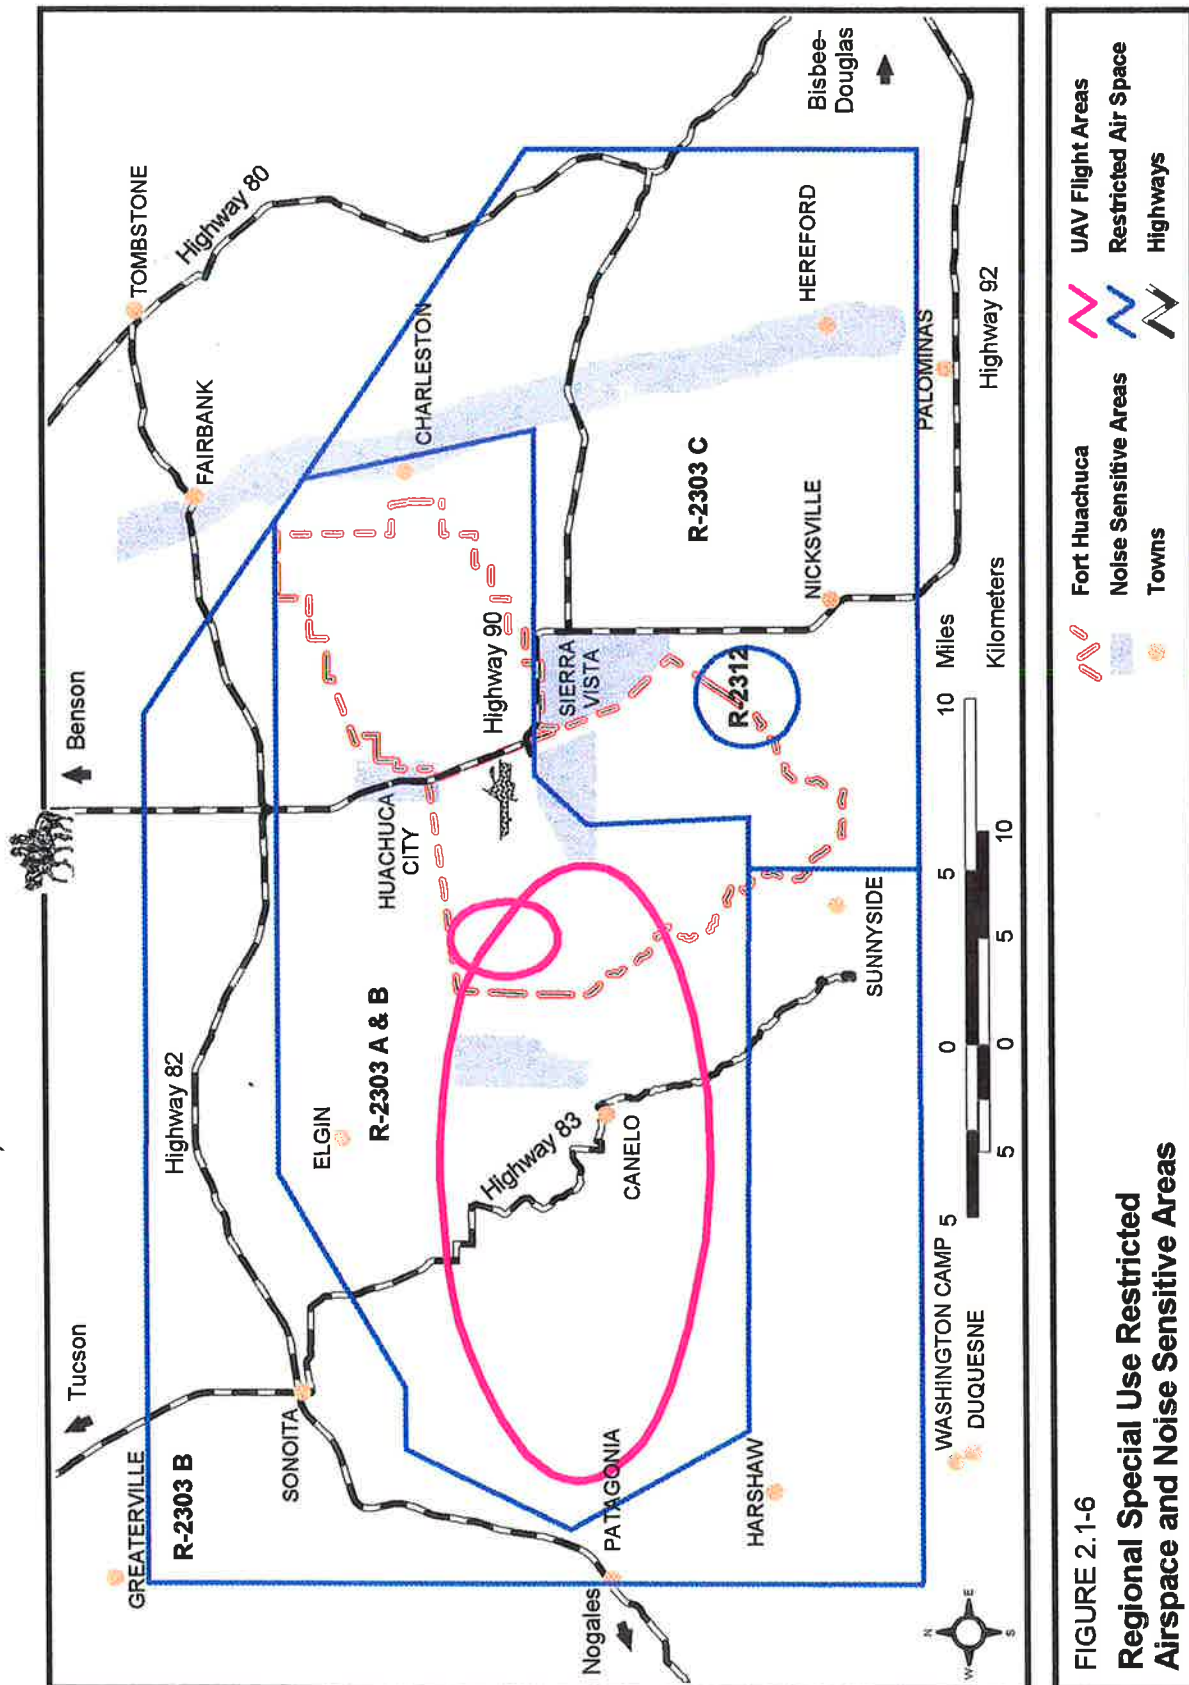 Tucson
Benson
GREATERVILLE
R-2303 B
SONOITA
Highway 82
TOMBSTONE
Highway 80
FAIRBANK
ELGIN
R-2303 A & B
HUACHUCA
CITY
CHARLESTON
Highway 90
Highway 83
CANELO
SIERRA
VISTA
Nogales
PATAGONIA
HARSHAW
R-2312
R-2303 C
NICKSVILLE
HEREFORD
Bisbee-
Douglas
SUNNYSIDE
PALOMINAS
Highway 92
WASHINGTON CAMP
DUQUESNE
N
W
E
S
5
0
5
10
Miles
5
0
5
10
Kilometers
FIGURE 2.1-6
Regional Special Use Restricted
Airspace and Noise Sensitive Areas
Fort Huachuca
Noise Sensitive Areas
Towns
UAV Flight Areas
Restricted Air Space
Highways